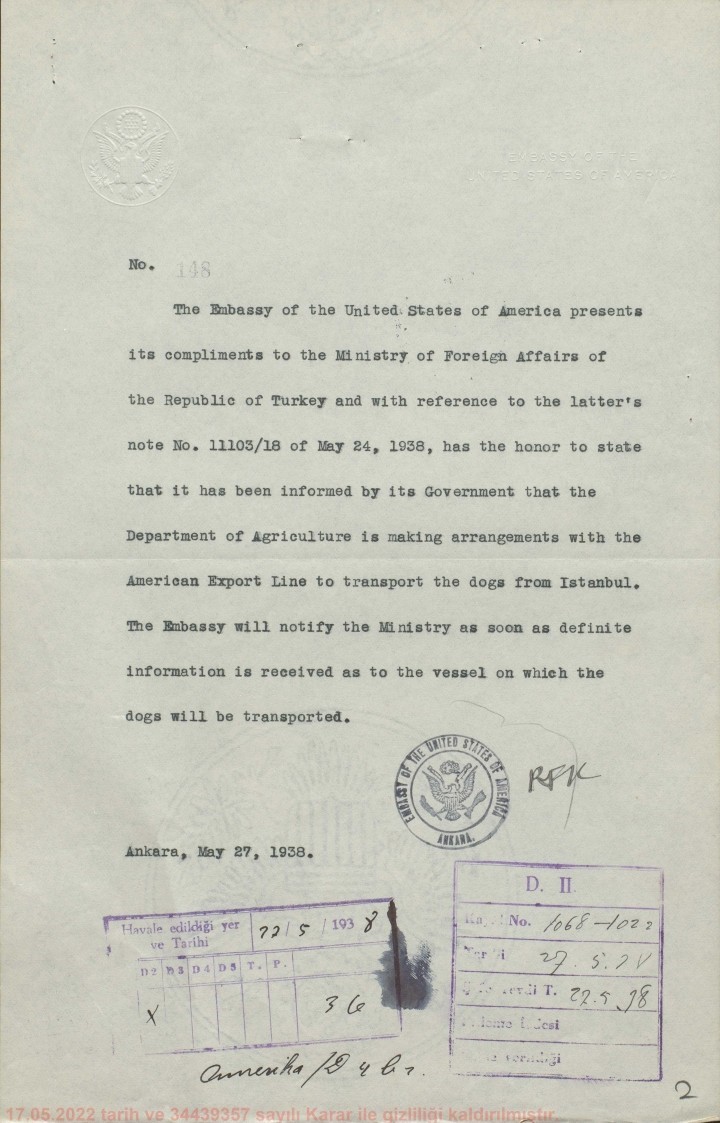 EMBASSY OF THE
UNITED STATES OF AMERICA
No. 148
The Embassy of the United States of America presents
its compliments to the Ministry of Foreign Affairs of
the Republic of Turkey and with reference to the latter's
note No. 11103/18 of May 24, 1938, has the honor to state
that it has been informed by its Government that the
Department of Agriculture is making arrangements with the
American Export Line to transport the dogs from Istanbul.
The Embassy will notify the Ministry as soon as definite
information is received as to the vessel on which the
dogs will be transported.
EMBASSY OF THE UNITED STATES OF AMERICA
ANKARA.
RFK
Ankara, May 27, 1938.
D. II.
No. 1068-1022
27.5.
T. 27.5.38
Havale edildiği yer
ve Tarihi
/5/1938
D2 D3 D4 D5 T. P.
X
36
Amerika/
2
17.05.2022 tarih ve 34439357 sayılı Karar ile gizliliği kaldırılmıştır.